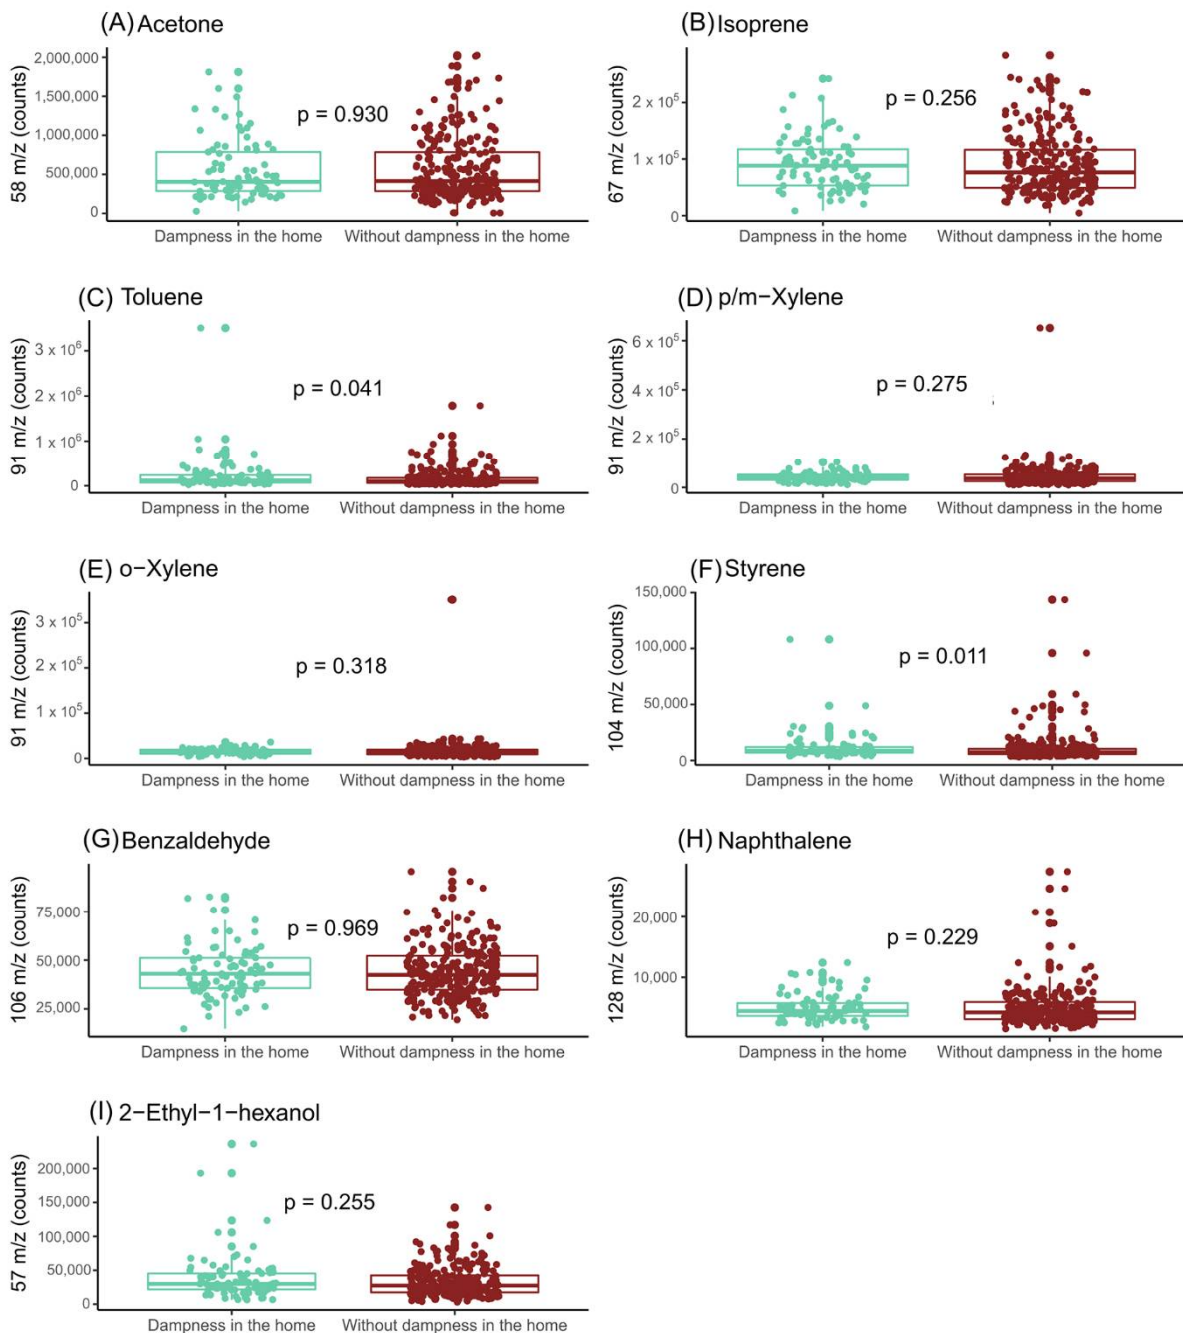 (A) Acetone
58 m/z (counts)
2,000,000
1,500,000
1,000,000
500,000
0
p = 0.930
Dampness in the home
Without dampness in the home
(B) Isoprene
67 m/z (counts)
2 x 10⁵
1 x 10⁵
0
p = 0.256
Dampness in the home
Without dampness in the home
(C) Toluene
91 m/z (counts)
3 x 10⁶
2 x 10⁶
1 x 10⁶
0
p = 0.041
Dampness in the home
Without dampness in the home
(D) p/m−Xylene
91 m/z (counts)
6 x 10⁵
4 x 10⁵
2 x 10⁵
0
p = 0.275
Dampness in the home
Without dampness in the home
(E) o−Xylene
91 m/z (counts)
3 x 10⁵
2 x 10⁵
1 x 10⁵
0
p = 0.318
Dampness in the home
Without dampness in the home
(F) Styrene
104 m/z (counts)
150,000
100,000
50,000
0
p = 0.011
Dampness in the home
Without dampness in the home
(G) Benzaldehyde
106 m/z (counts)
75,000
50,000
25,000
p = 0.969
Dampness in the home
Without dampness in the home
(H) Naphthalene
128 m/z (counts)
20,000
10,000
p = 0.229
Dampness in the home
Without dampness in the home
(I) 2−Ethyl−1−hexanol
57 m/z (counts)
200,000
150,000
100,000
50,000
0
p = 0.255
Dampness in the home
Without dampness in the home